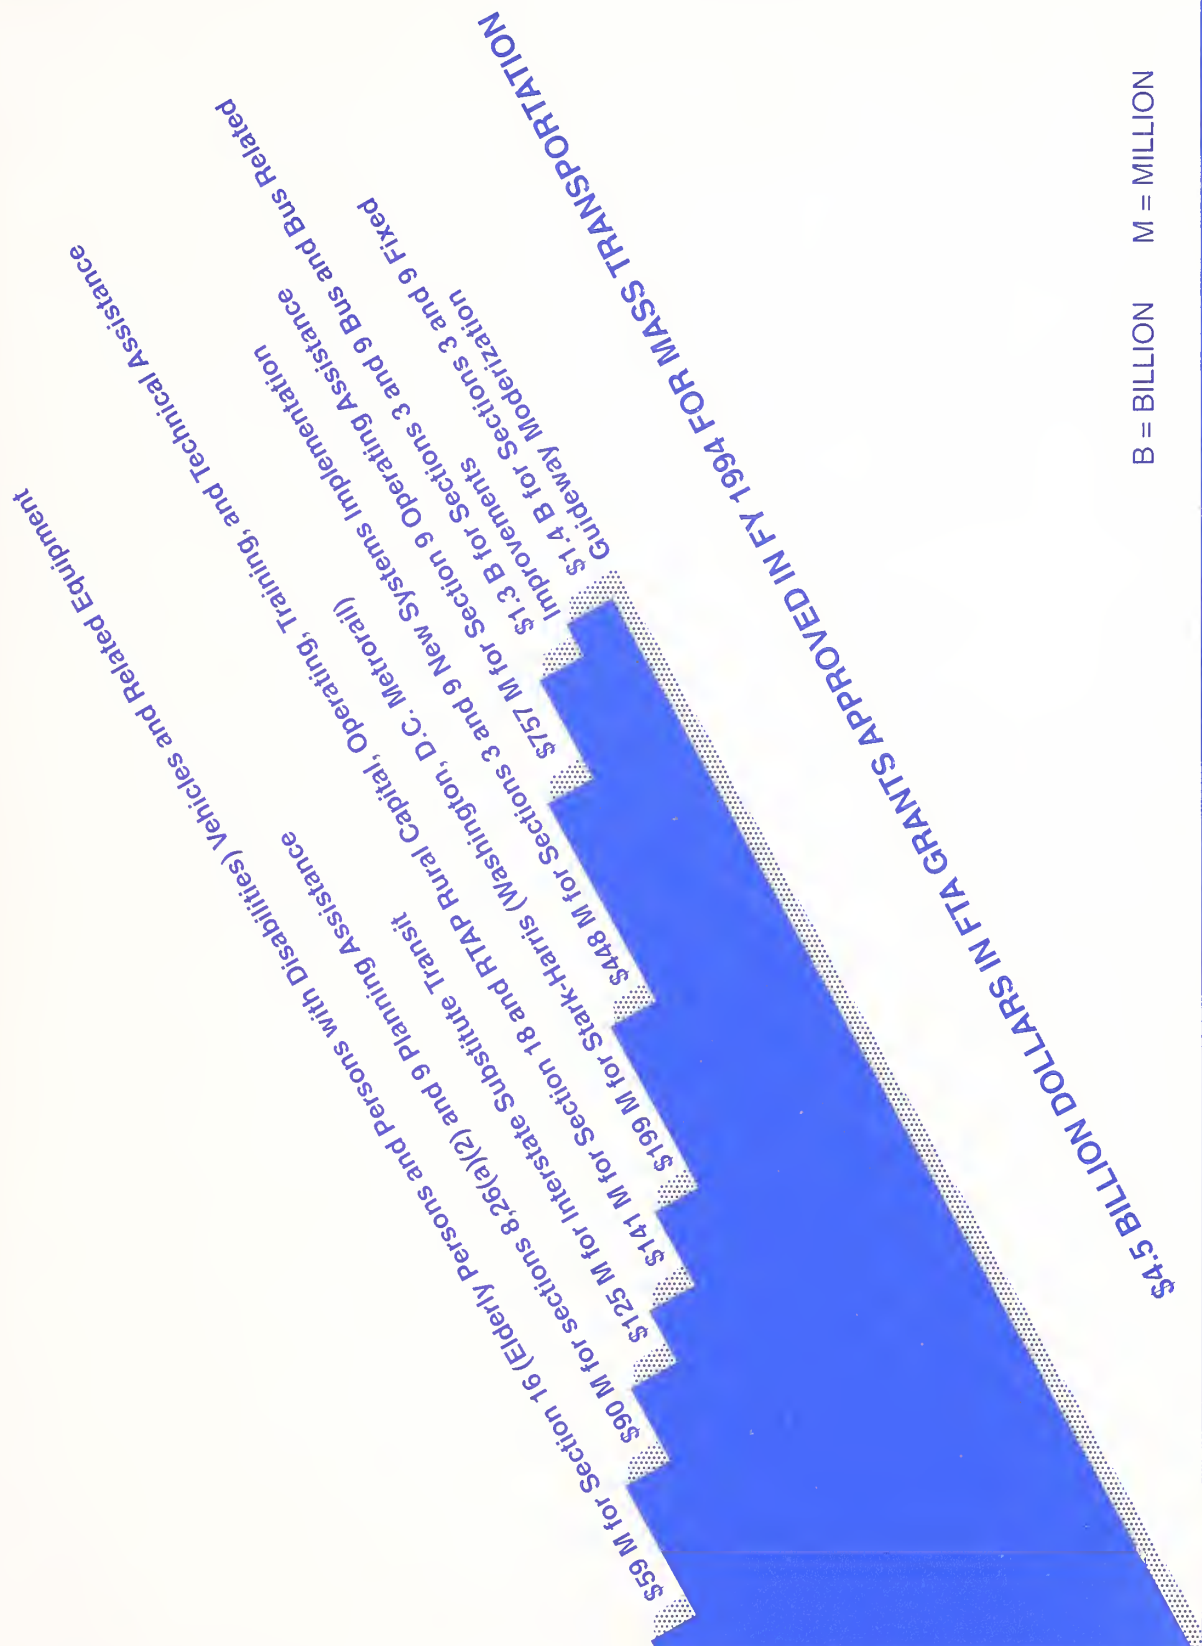 $4.5 BILLION DOLLARS IN FTA GRANTS APPROVED IN FY 1994 FOR MASS TRANSPORTATION
$1.4 B for Sections 3 and 9 Fixed
Guideway Moderization
$1.3 B for Sections 3 and 9 Bus and Bus Related
Improvements
$757 M for Section 9 Operating Assistance
$448 M for Sections 3 and 9 New Systems Implementation
$199 M for Stark-Harris (Washington, D.C. Metrorail)
$141 M for Section 18 and RTAP Rural Capital, Operating, Training, and Technical Assistance
$125 M for Interstate Substitute Transit
$90 M for sections 8,26(a)(2) and 9 Planning Assistance
$59 M for Section 16 (Elderly Persons and Persons with Disabilities) Vehicles and Related Equipment
B = BILLION M = MILLION